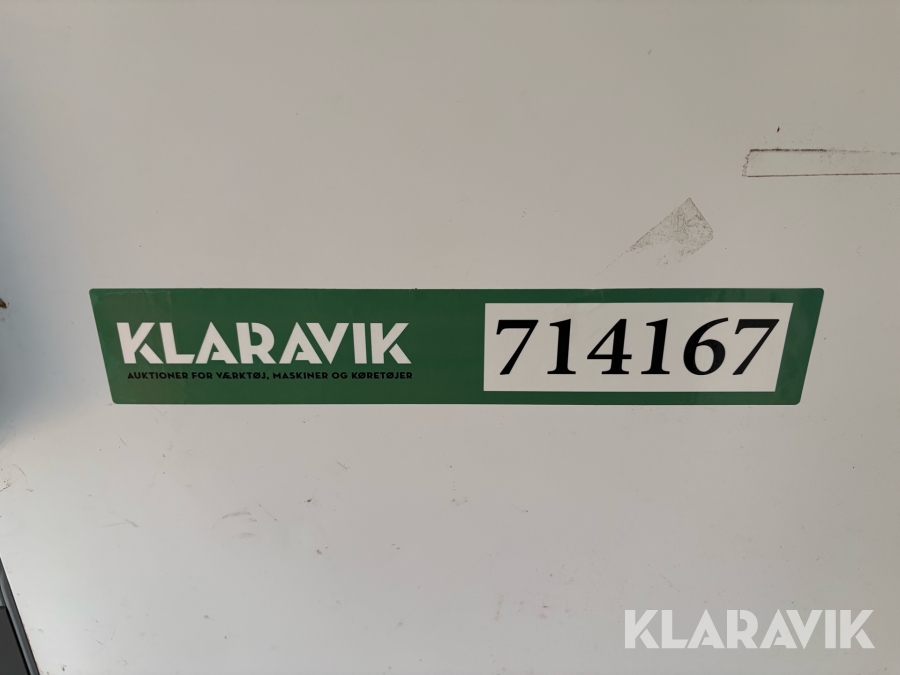 KLARAVIK
AUKTIONER FOR VÆRKTØJ, MASKINER OG KØRETØJER
714167
KLARAVIK